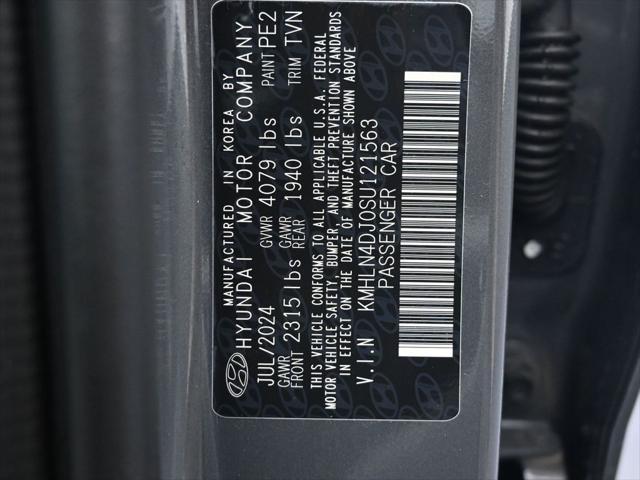 MANUFACTURED IN KOREA BY
HYUNDAI MOTOR COMPANY
JUL/2024 GVWR 4079 lbs PAINT PE2
GAWR FRONT 2315 lbs GAWR REAR 1940 lbs TRIM TVN
THIS VEHICLE CONFORMS TO ALL APPLICABLE U.S.A. FEDERAL
MOTOR VEHICLE SAFETY, BUMPER, AND THEFT PREVENTION STANDARDS
IN EFFECT ON THE DATE OF MANUFACTURE SHOWN ABOVE
V.I.N KMHLN4DJ0SU121563
PASSENGER CAR